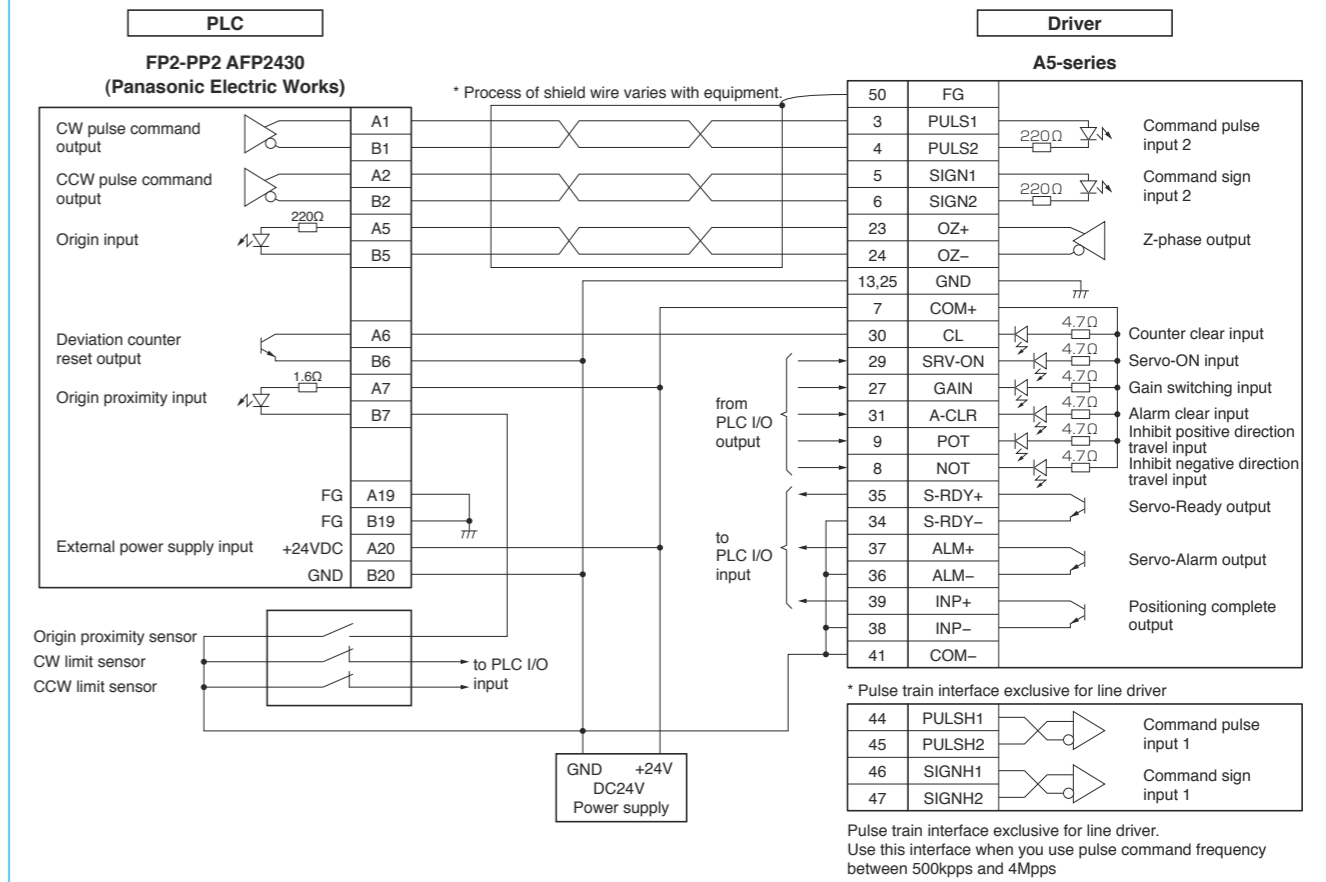 PLC
FP2-PP2 AFP2430
(Panasonic Electric Works)
Driver
A5-series
* Process of shield wire varies with equipment.
CW pulse command
output
A1
B1
CCW pulse command
output
A2
B2
Origin input
220Ω
A5
B5
Deviation counter
reset output
A6
B6
Origin proximity input
1.6Ω
A7
B7
FG A19
FG B19
External power supply input +24VDC A20
GND B20
Origin proximity sensor
CW limit sensor
CCW limit sensor
to PLC I/O
input
GND +24V
DC24V
Power supply
from
PLC I/O
output
to
PLC I/O
input
50 FG
3 PULS1
4 PULS2
220Ω
Command pulse
input 2
5 SIGN1
6 SIGN2
220Ω
Command sign
input 2
23 OZ+
24 OZ−
Z-phase output
13,25 GND
7 COM+
30 CL 4.7Ω Counter clear input
29 SRV-ON 4.7Ω Servo-ON input
27 GAIN 4.7Ω Gain switching input
31 A-CLR 4.7Ω Alarm clear input
9 POT 4.7Ω Inhibit positive direction
travel input
8 NOT 4.7Ω Inhibit negative direction
travel input
35 S-RDY+
34 S-RDY−
Servo-Ready output
37 ALM+
36 ALM−
Servo-Alarm output
39 INP+
38 INP−
Positioning complete
output
41 COM−
* Pulse train interface exclusive for line driver
44 PULSH1
45 PULSH2
Command pulse
input 1
46 SIGNH1
47 SIGNH2
Command sign
input 1
Pulse train interface exclusive for line driver.
Use this interface when you use pulse command frequency
between 500kpps and 4Mpps